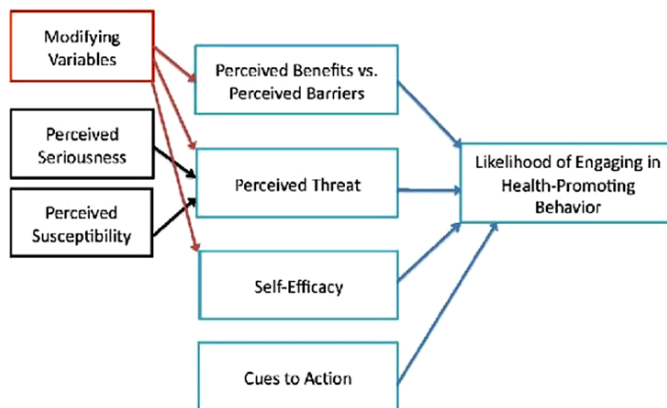 Modifying
Variables
Perceived
Seriousness
Perceived
Susceptibility
Perceived Benefits vs.
Perceived Barriers
Perceived Threat
Self-Efficacy
Cues to Action
Likelihood of Engaging in
Health-Promoting
Behavior